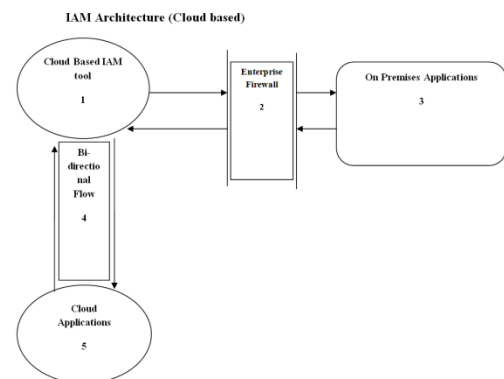 IAM Architecture (Cloud based)
Cloud Based IAM
tool
1
Enterprise
Firewall
2
On Premises Applications
3
Bi-
directio
nal
Flow
4
Cloud
Applications
5